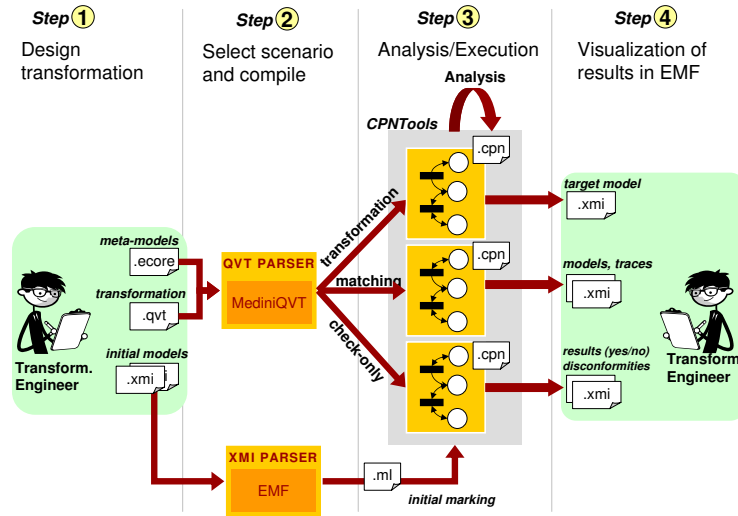 Step 1
Design
transformation
Step 2
Select scenario
and compile
Step 3
Analysis/Execution
Step 4
Visualization of
results in EMF
Analysis
CPNTools
.cpn
transformation
target model
.xmi
meta-models
.ecore
QVT PARSER
MediniQVT
matching
.cpn
models, traces
.xmi
transformation
.qvt
check-only
.cpn
initial models
.xmi
Transform.
Engineer
results (yes/no)
disconformities
.xmi
Transform.
Engineer
XMI PARSER
EMF
.ml
initial marking